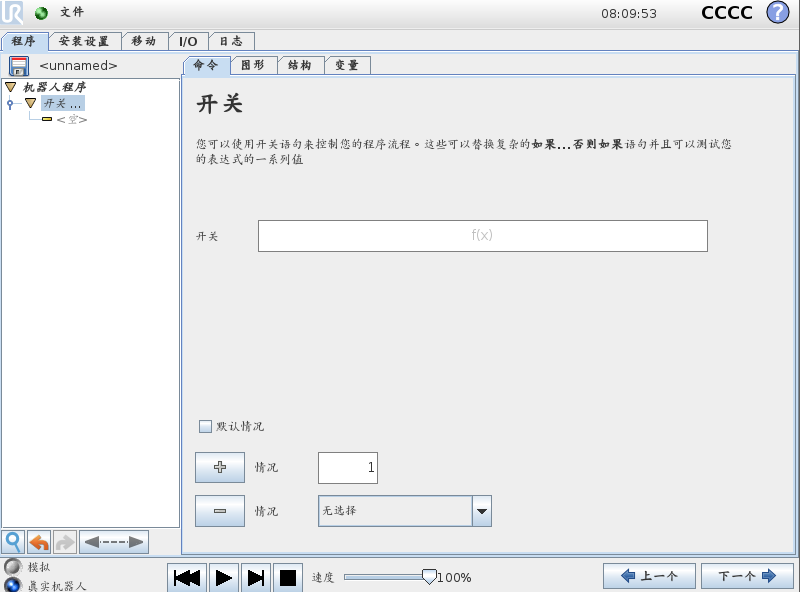 UR
文件
08:09:53
CCCC
?
程序
安装设置
移动
I/O
日志
<unnamed>
命令
图形
结构
变量
机器人程序
开关 ...
<空>
开关
您可以使用开关语句来控制您的程序流程。这些可以替换复杂的如果...否则如果语句并且可以测试您
的表达式的一系列值
开关
f(x)
默认情况
情况
1
情况
无选择
模拟
真实机器人
速度
100%
上一个
下一个